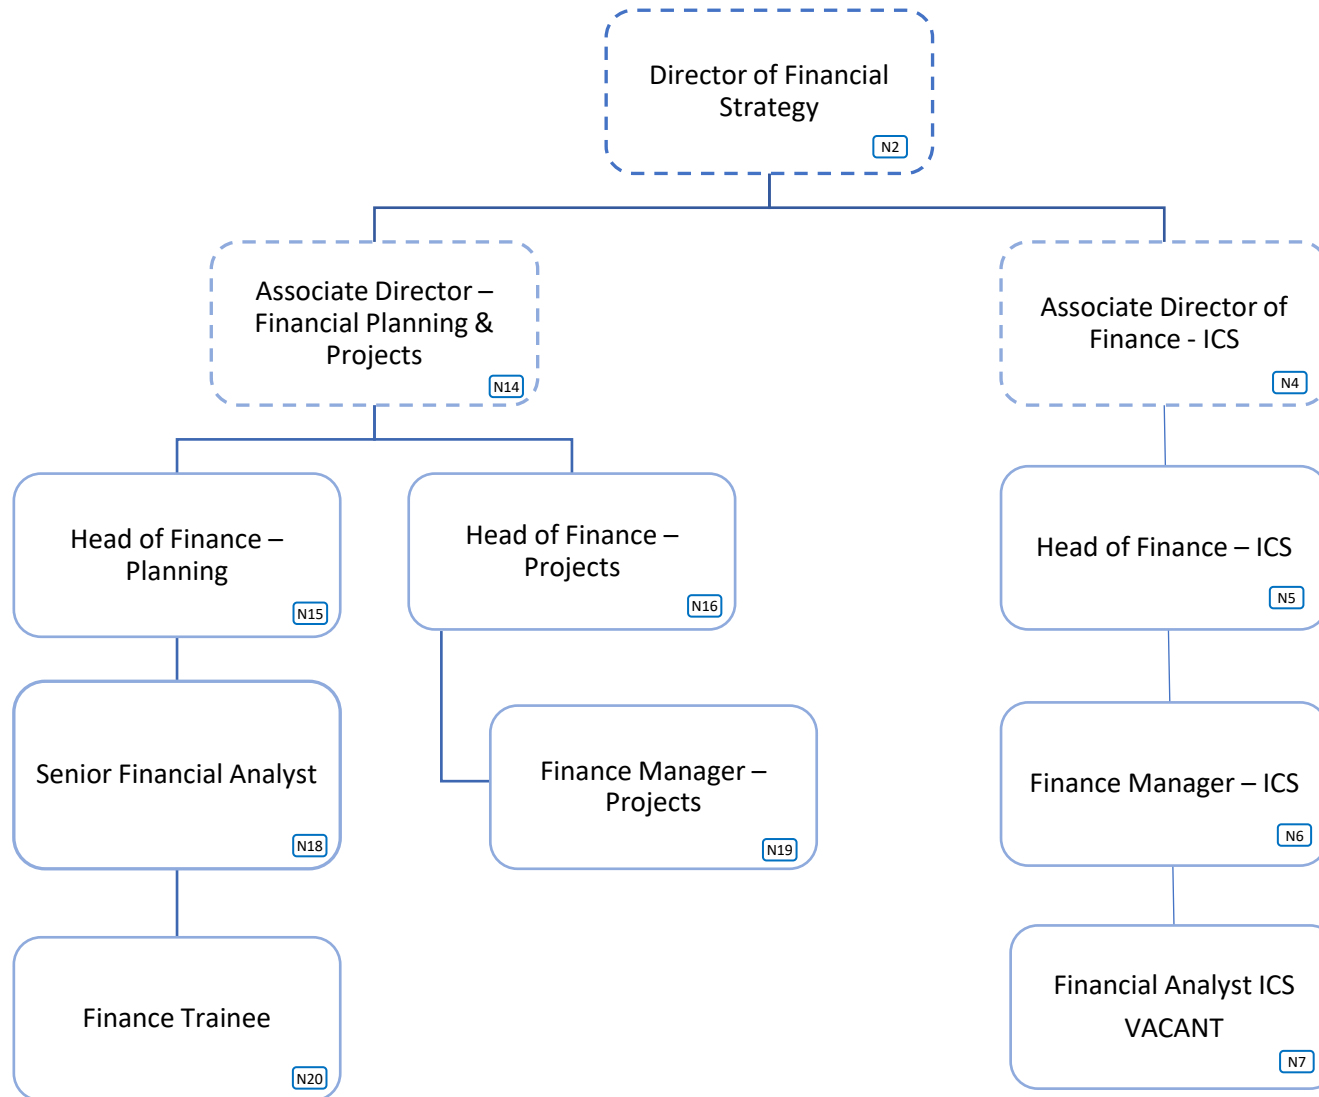 Director of Financial
Strategy
N2
Associate Director –
Financial Planning &
Projects
N14
Associate Director of
Finance - ICS
N4
Head of Finance –
Planning
N15
Head of Finance –
Projects
N16
Head of Finance – ICS
N5
Senior Financial Analyst
N18
Finance Manager –
Projects
N19
Finance Manager – ICS
N6
Finance Trainee
N20
Financial Analyst ICS
VACANT
N7